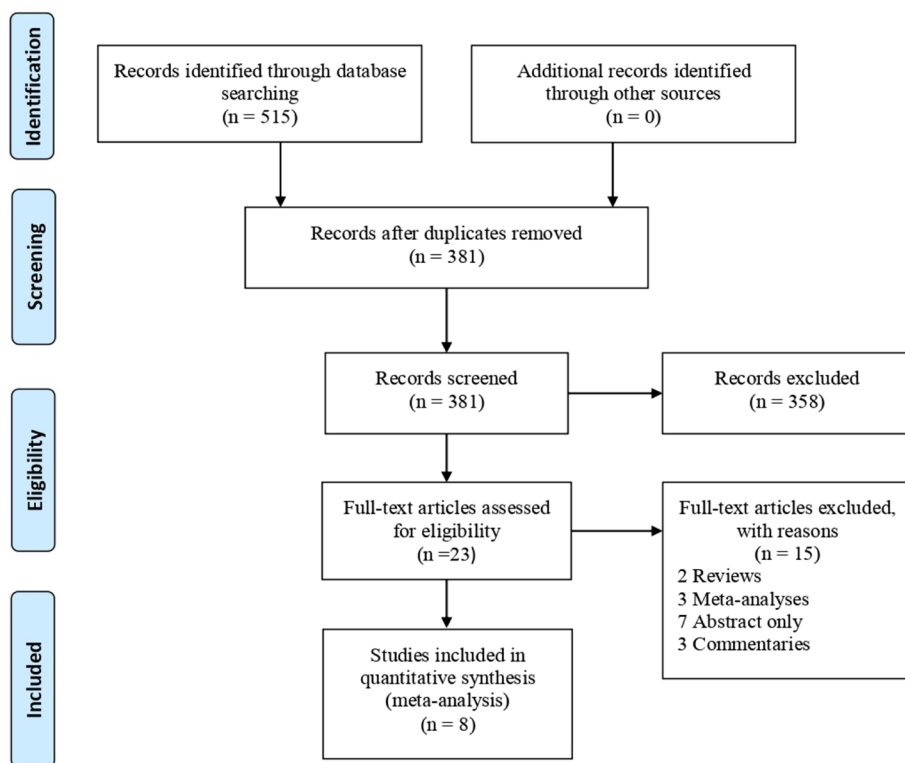 Identification
Records identified through database
searching
(n = 515)
Additional records identified
through other sources
(n = 0)
Screening
Records after duplicates removed
(n = 381)
Records screened
(n = 381)
Records excluded
(n = 358)
Eligibility
Full-text articles assessed
for eligibility
(n =23)
Full-text articles excluded,
with reasons
(n = 15)
2 Reviews
3 Meta-analyses
7 Abstract only
3 Commentaries
Included
Studies included in
quantitative synthesis
(meta-analysis)
(n = 8)